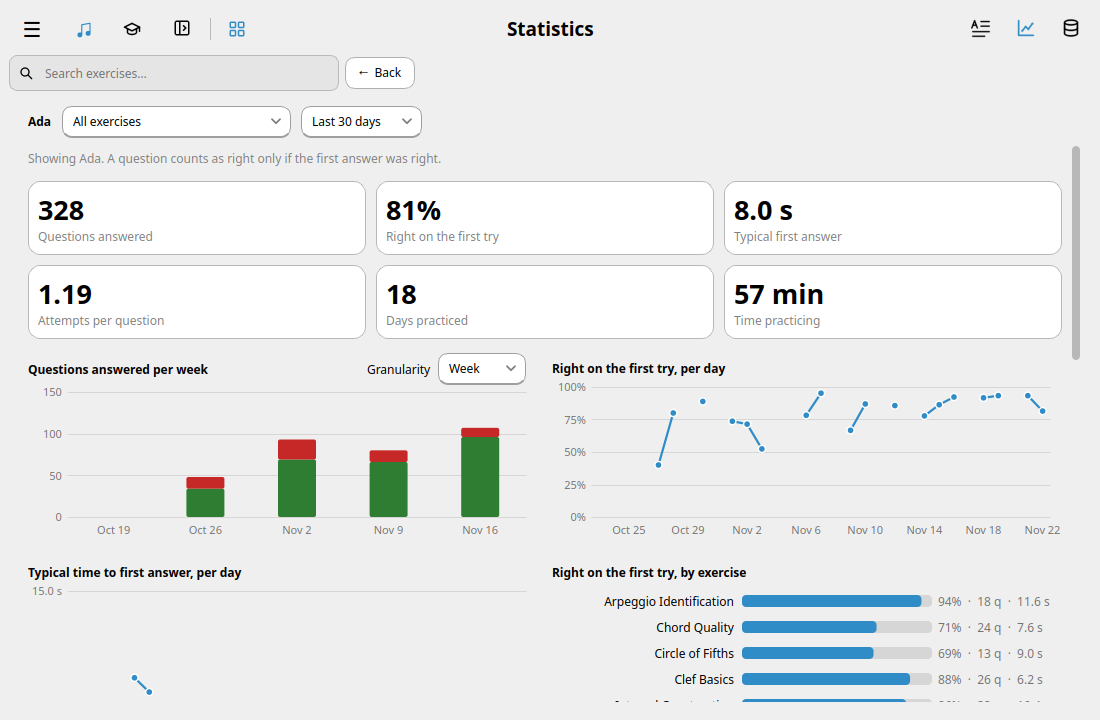 Statistics
Search exercises...
← Back
Ada
All exercises
Last 30 days
Showing Ada. A question counts as right only if the first answer was right.
328
Questions answered
81%
Right on the first try
8.0 s
Typical first answer
1.19
Attempts per question
18
Days practiced
57 min
Time practicing
Questions answered per week
Granularity
Week
150
100
50
0
Oct 19 Oct 26 Nov 2 Nov 9 Nov 16
Right on the first try, per day
100%
75%
50%
25%
0%
Oct 25 Oct 29 Nov 2 Nov 6 Nov 10 Nov 14 Nov 18 Nov 22
Typical time to first answer, per day
15.0 s
Right on the first try, by exercise
Arpeggio Identification 94% · 18 q · 11.6 s
Chord Quality 71% · 24 q · 7.6 s
Circle of Fifths 69% · 13 q · 9.0 s
Clef Basics 88% · 26 q · 6.2 s